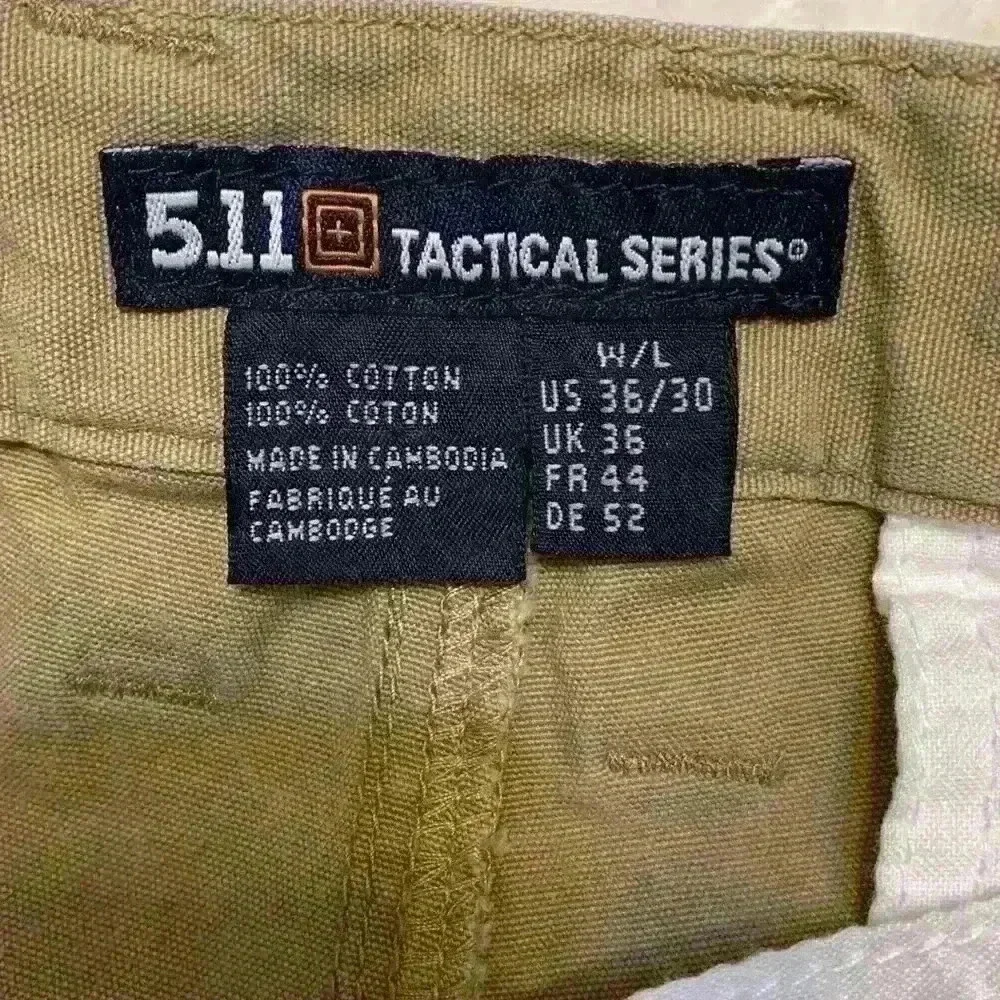 5.11 TACTICAL SERIES®
100% COTTON
100% COTON
MADE IN CAMBODIA
FABRIQUÉ AU
CAMBODGE
W/L
US 36/30
UK 36
FR 44
DE 52